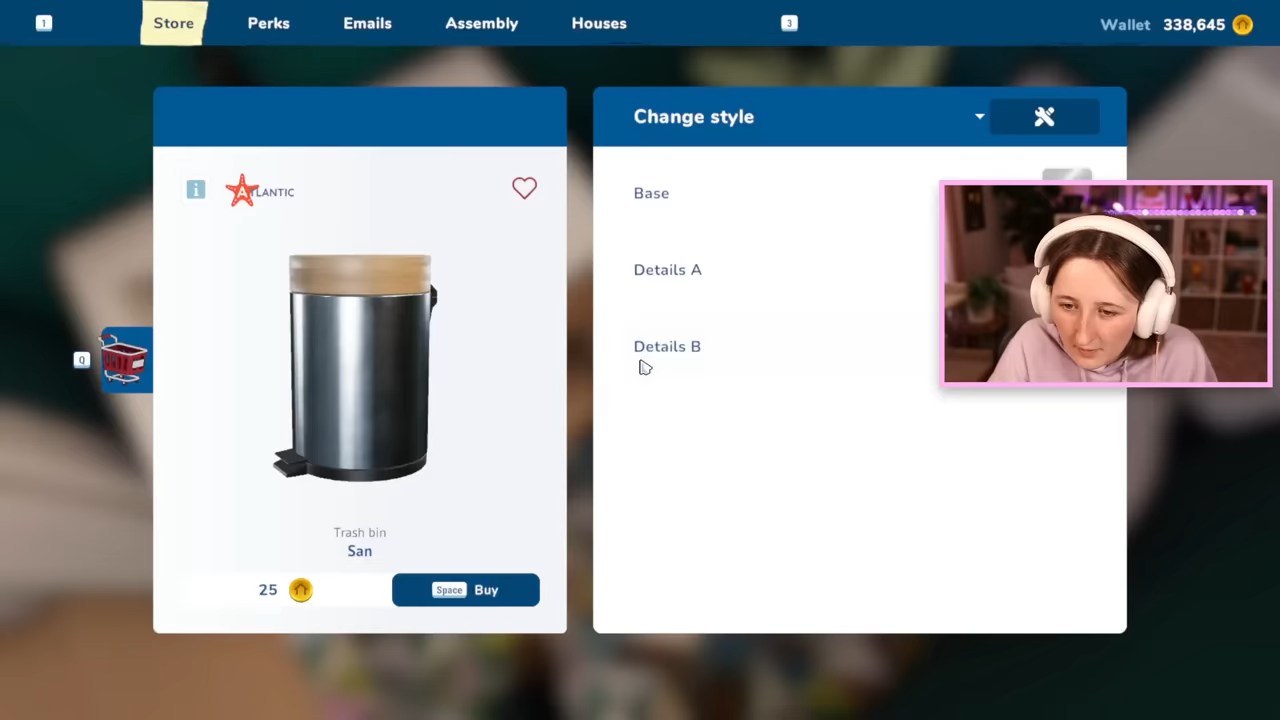 1
Store
Perks
Emails
Assembly
Houses
3
Wallet 338,645
i
ATLANTIC
Trash bin
San
25
Space Buy
Q
Change style
Base
Details A
Details B